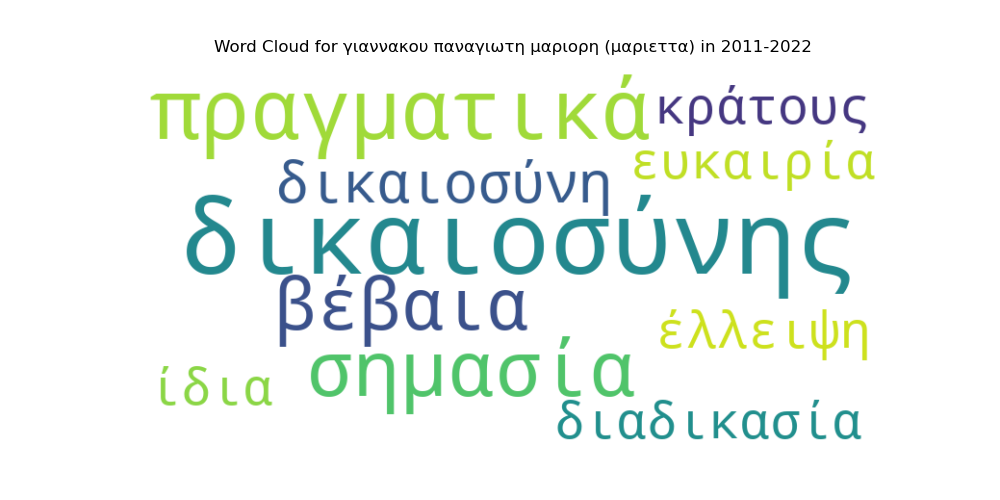 Word Cloud for γιαννακου παναγιωτη μαριορη (μαριεττα) in 2011-2022
πραγματικά
κράτους
ευκαιρία
δικαιοσύνη
δικαιοσύνης
βέβαια
έλλειψη
σημασία
ίδια
διαδικασία